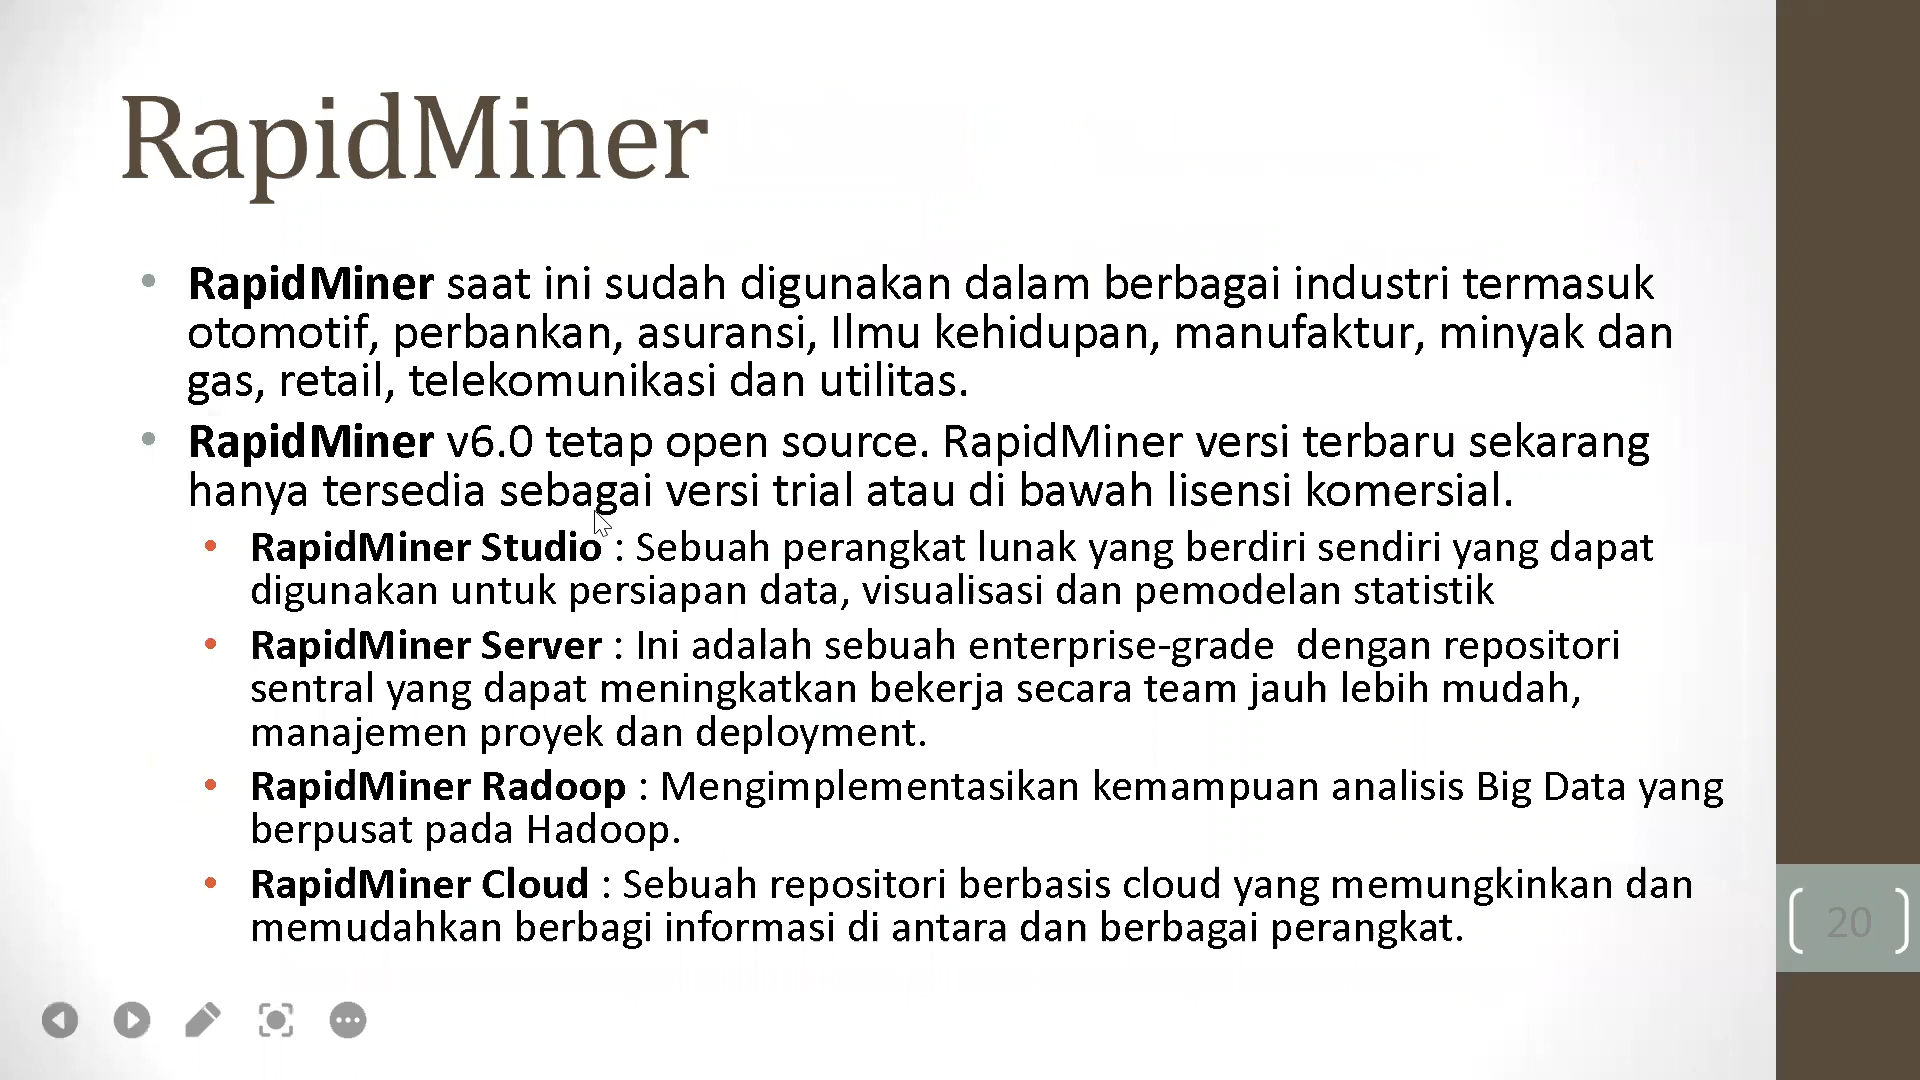 RapidMiner
• RapidMiner saat ini sudah digunakan dalam berbagai industri termasuk
otomotif, perbankan, asuransi, Ilmu kehidupan, manufaktur, minyak dan
gas, retail, telekomunikasi dan utilitas.
• RapidMiner v6.0 tetap open source. RapidMiner versi terbaru sekarang
hanya tersedia sebagai versi trial atau di bawah lisensi komersial.
• RapidMiner Studio : Sebuah perangkat lunak yang berdiri sendiri yang dapat
digunakan untuk persiapan data, visualisasi dan pemodelan statistik
• RapidMiner Server : Ini adalah sebuah enterprise-grade  dengan repositori
sentral yang dapat meningkatkan bekerja secara team jauh lebih mudah,
manajemen proyek dan deployment.
• RapidMiner Radoop : Mengimplementasikan kemampuan analisis Big Data yang
berpusat pada Hadoop.
• RapidMiner Cloud : Sebuah repositori berbasis cloud yang memungkinkan dan
memudahkan berbagi informasi di antara dan berbagai perangkat.
20